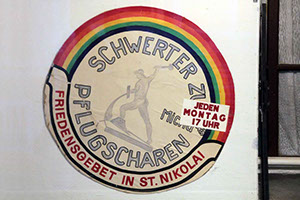 SCHWERTER ZU
PFLUGSCHAREN
JEDEN
MONTAG
17 UHR
FRIEDENSGEBET IN ST. NIKOLAI